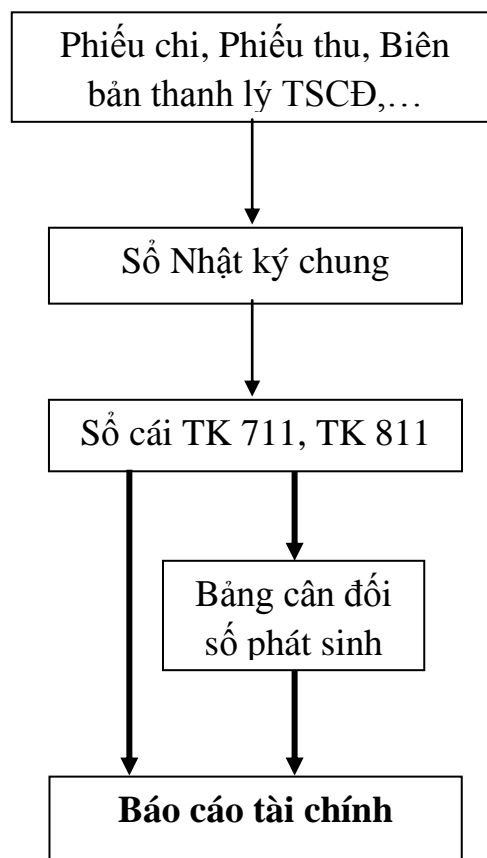 Phiếu chi, Phiếu thu, Biên
bản thanh lý TSCĐ,…
Sổ Nhật ký chung
Sổ cái TK 711, TK 811
Bảng cân đối
số phát sinh
Báo cáo tài chính